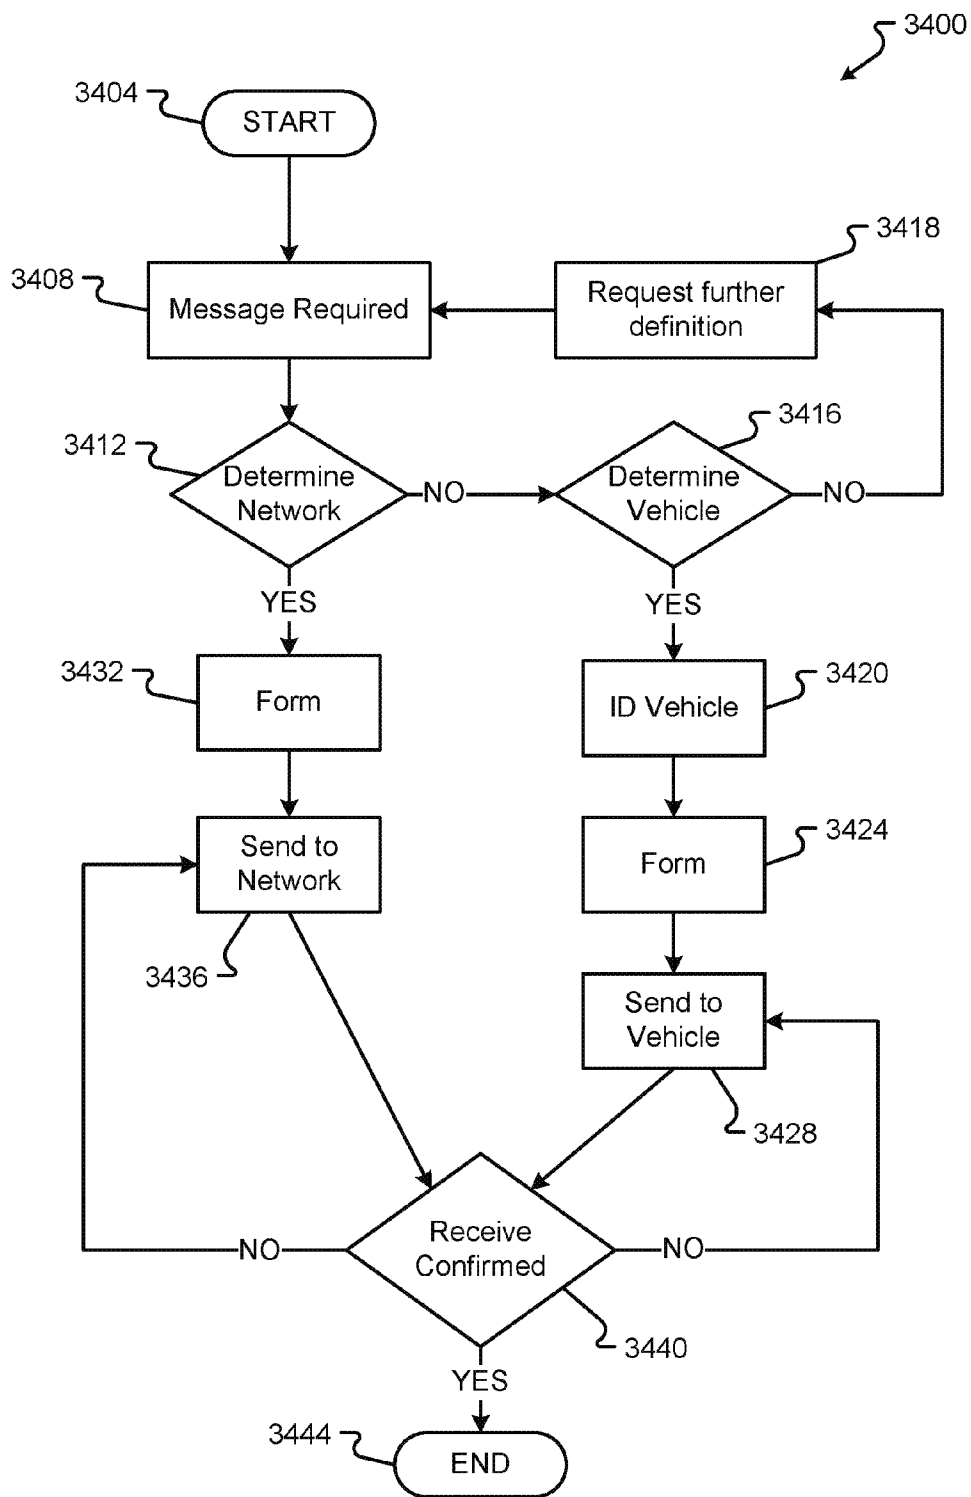 3400
3404
START
3418
3408
Message Required
Request further
definition
3416
3412
Determine
Network
NO
Determine
Vehicle
NO
YES
YES
3432
Form
3420
ID Vehicle
Send to
Network
3424
Form
3436
Send to
Vehicle
3428
NO
Receive
Confirmed
NO
3440
YES
3444
END